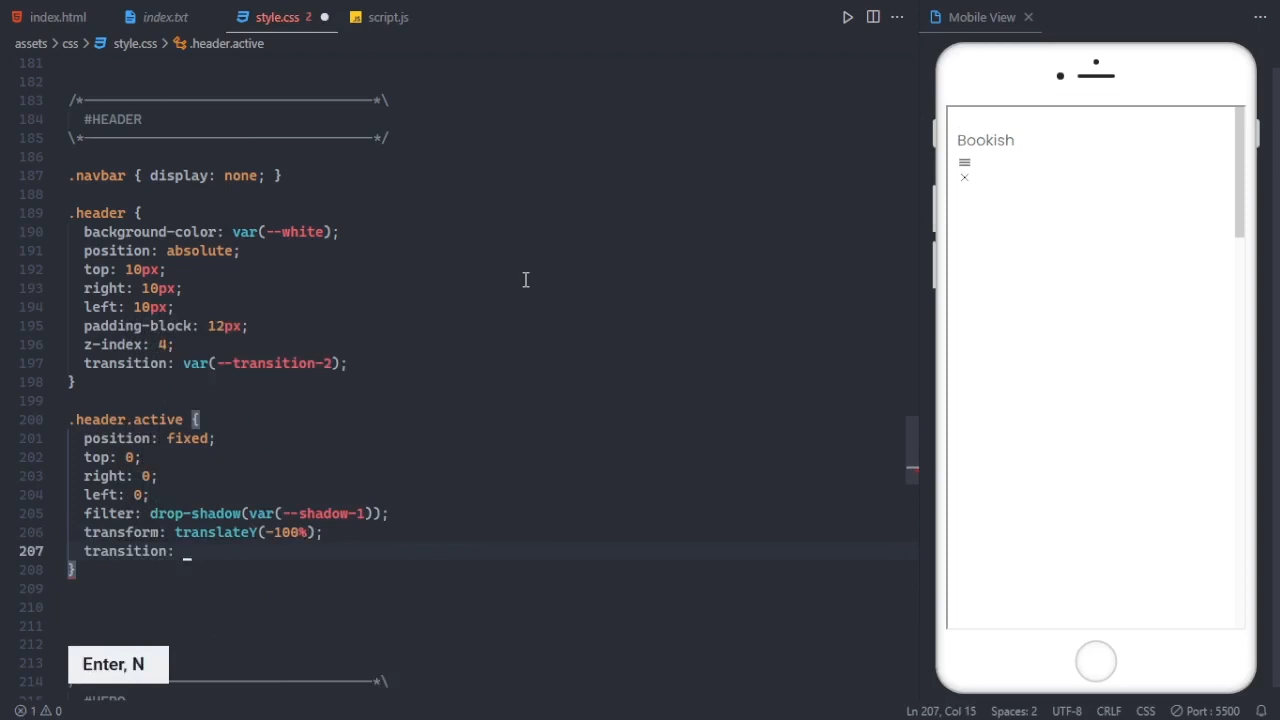 index.html
index.txt
style.css 2
script.js
Mobile View
assets > css > style.css > .header.active
181
182
183 /*——————————————————*\
184 #HEADER
185 \*——————————————————*/
186
187 .navbar { display: none; }
188
189 .header {
190 background-color: var(--white);
191 position: absolute;
192 top: 10px;
193 right: 10px;
194 left: 10px;
195 padding-block: 12px;
196 z-index: 4;
197 transition: var(--transition-2);
198 }
199
200 .header.active {
201 position: fixed;
202 top: 0;
203 right: 0;
204 left: 0;
205 filter: drop-shadow(var(--shadow-1));
206 transform: translateY(-100%);
207 transition:
208 }
209
210
211
212
213
214 ——————————————————*\
Enter, N
Bookish
1 0
Ln 207, Col 15
Spaces: 2
UTF-8
CRLF
CSS
Port : 5500